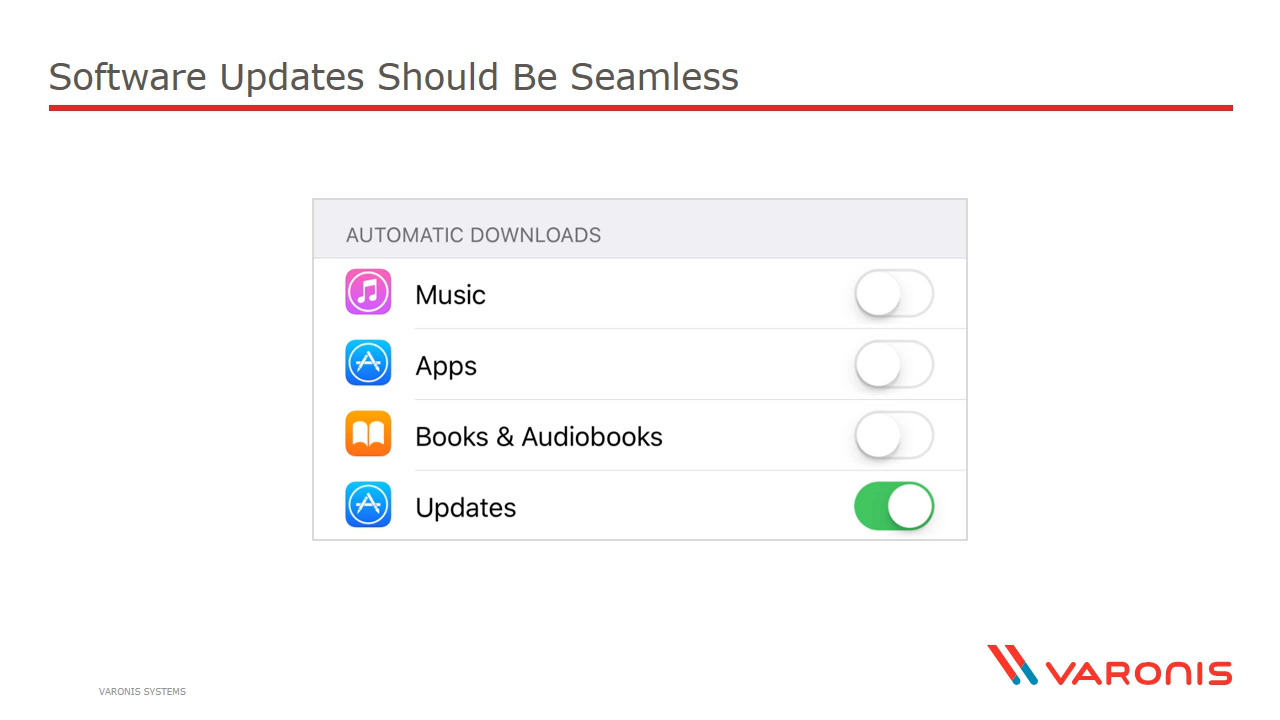 Software Updates Should Be Seamless
AUTOMATIC DOWNLOADS
Music
Apps
Books & Audiobooks
Updates
VARONIS SYSTEMS
VARONIS